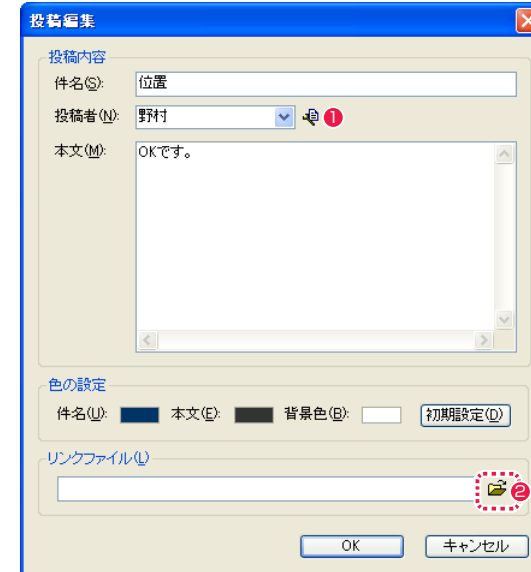 投稿編集
投稿内容
件名(S): 位置
投稿者(N): 野村 ❶
本文(M): OKです。
色の設定
件名(U): 本文(E): 背景色(B): 初期設定(D)
リンクファイル(L)
❷
OK キャンセル